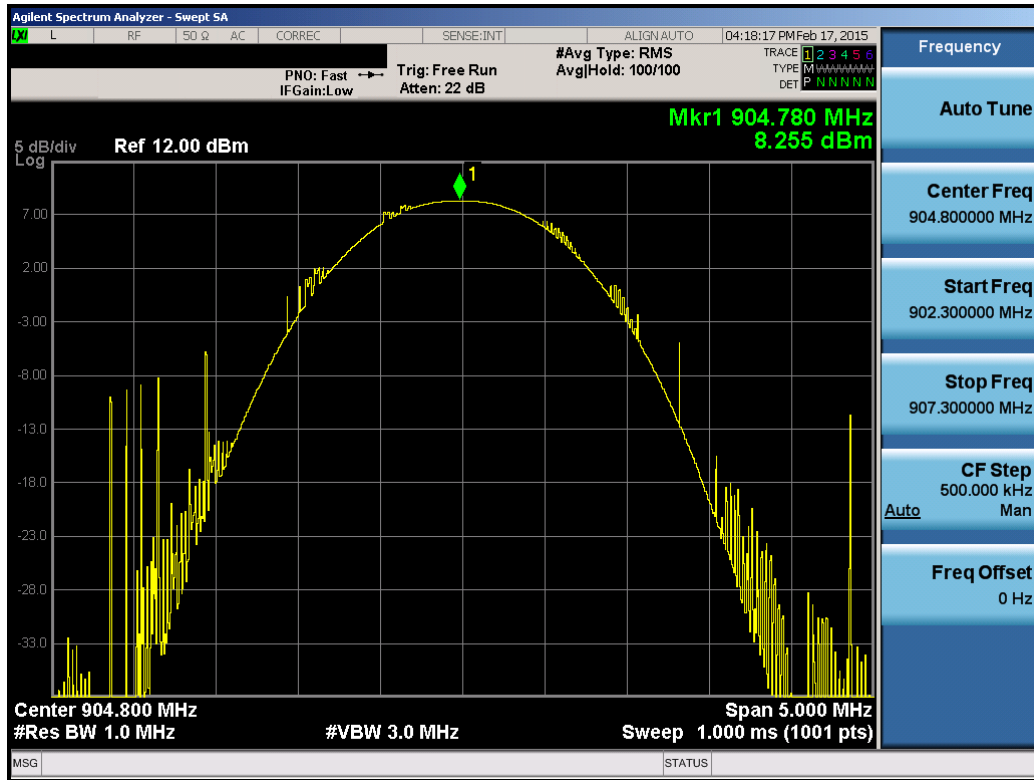 Agilent Spectrum Analyzer - Swept SA
LXI L RF 50 Ω AC CORREC SENSE:INT ALIGN AUTO 04:18:17 PM Feb 17, 2015
PNO: Fast Trig: Free Run #Avg Type: RMS TRACE 1 2 3 4 5 6
IFGain:Low Atten: 22 dB Avg|Hold: 100/100 TYPE M WWWWW
DET P N N N N N
Mkr1 904.780 MHz
8.255 dBm
5 dB/div Ref 12.00 dBm
Log
1
7.00
2.00
-3.00
-8.00
-13.0
-18.0
-23.0
-28.0
-33.0
Center 904.800 MHz Span 5.000 MHz
#Res BW 1.0 MHz #VBW 3.0 MHz Sweep 1.000 ms (1001 pts)
MSG STATUS
Frequency
Auto Tune
Center Freq
904.800000 MHz
Start Freq
902.300000 MHz
Stop Freq
907.300000 MHz
CF Step
500.000 kHz
Auto Man
Freq Offset
0 Hz